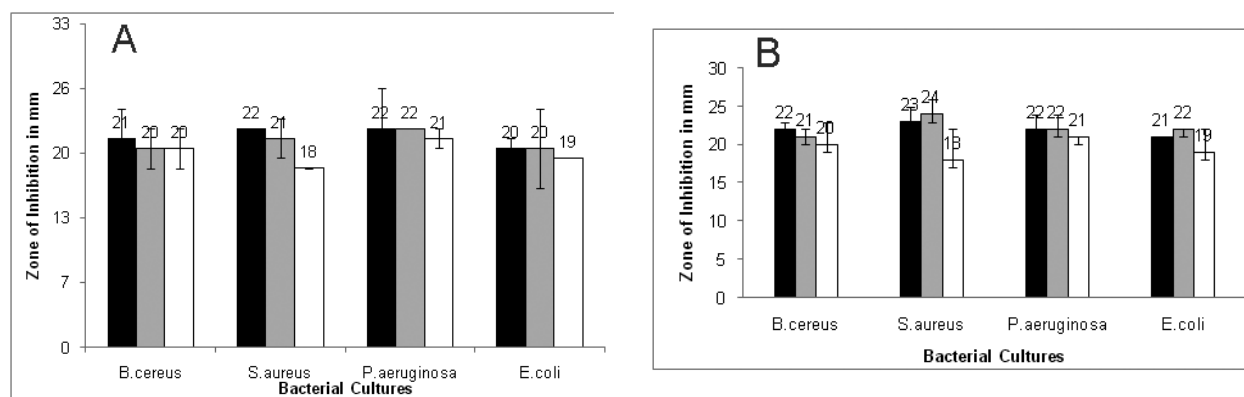 A
Zone of Inhibition in mm
33
26
20
13
7
0
21 20 20
22 21 18
22 22 21
20 20 19
B.cereus S.aureus P.aeruginosa E.coli
Bacterial Cultures
B
Zone of Inhibition in mm
30
25
20
15
10
5
0
22 21 20
23 24 18
22 22 21
21 22 19
B.cereus S.aureus P.aeruginosa E.coli
Bacterial Cultures